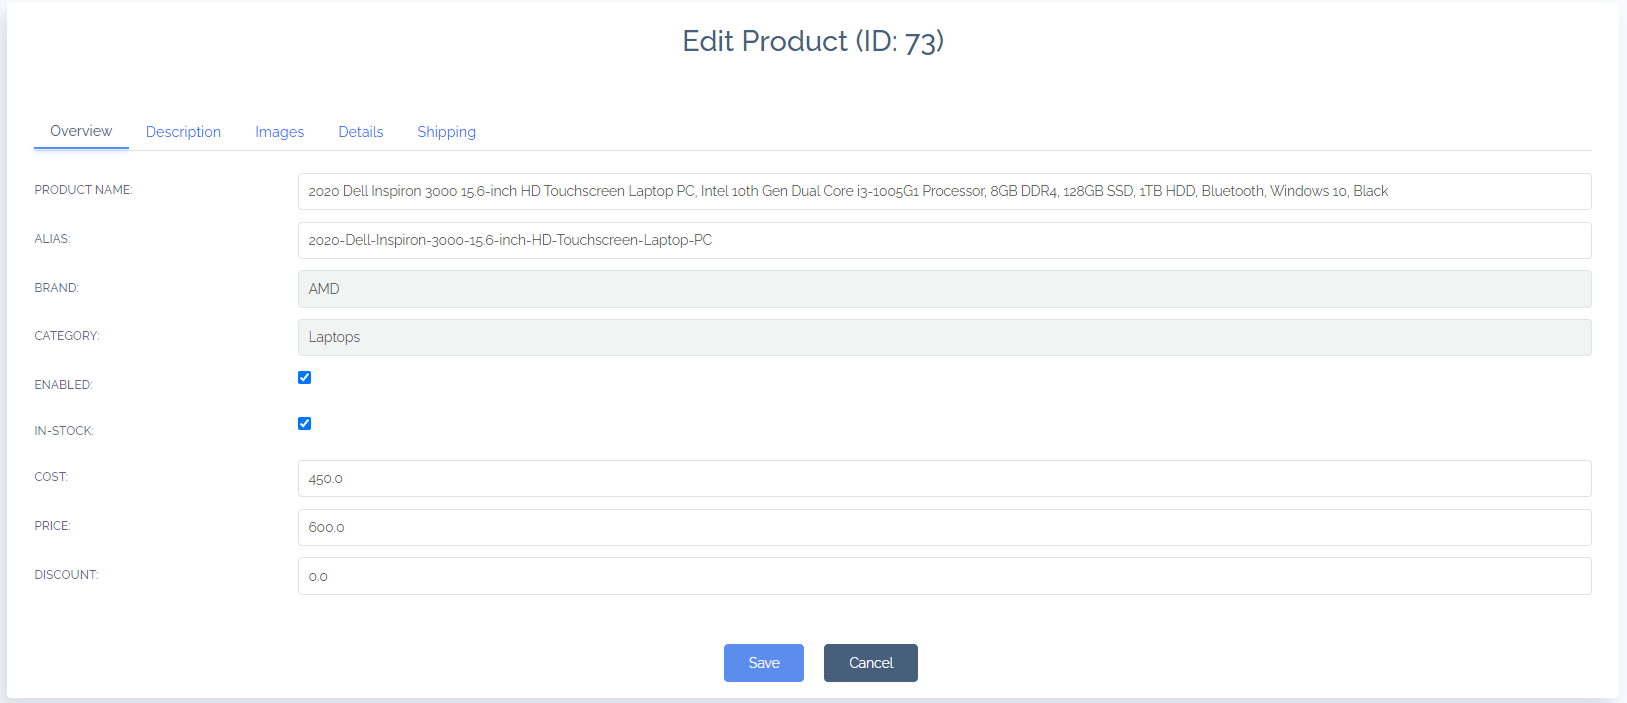 Edit Product (ID: 73)
Overview Description Images Details Shipping
PRODUCT NAME: 2020 Dell Inspiron 3000 15.6-inch HD Touchscreen Laptop PC, Intel 10th Gen Dual Core i3-1005G1 Processor, 8GB DDR4, 128GB SSD, 1TB HDD, Bluetooth, Windows 10, Black
ALIAS: 2020-Dell-Inspiron-3000-15.6-inch-HD-Touchscreen-Laptop-PC
BRAND: AMD
CATEGORY: Laptops
ENABLED:
IN-STOCK:
COST: 450.0
PRICE: 600.0
DISCOUNT: 0.0
Save Cancel